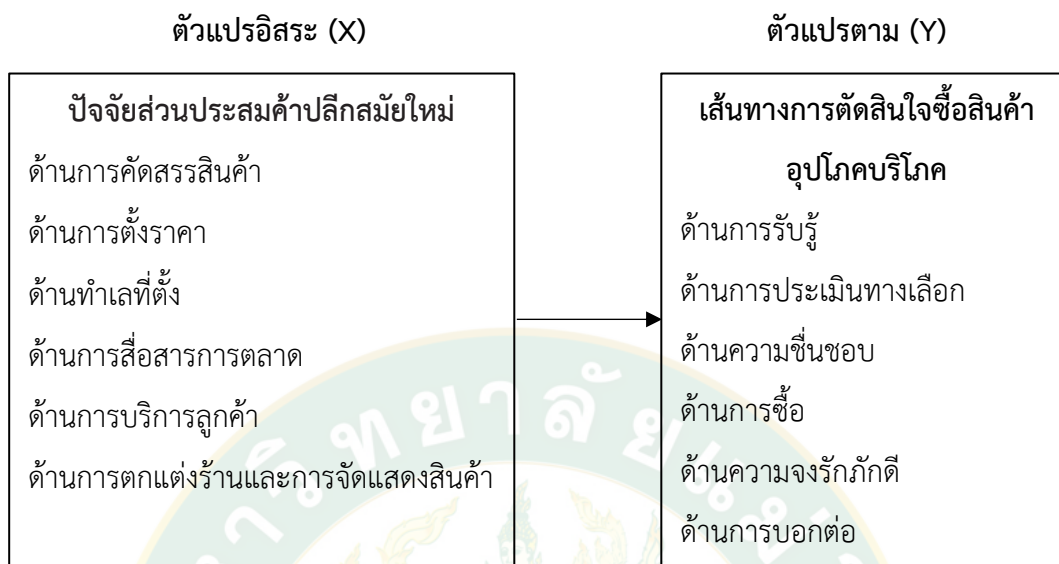 ตัวแปรอิสระ (X)
ปัจจัยส่วนประสมค้าปลีกสมัยใหม่
ด้านการคัดสรรสินค้า
ด้านการตั้งราคา
ด้านทำเลที่ตั้ง
ด้านการสื่อสารการตลาด
ด้านการบริการลูกค้า
ด้านการตกแต่งร้านและการจัดแสดงสินค้า
ตัวแปรตาม (Y)
เส้นทางการตัดสินใจซื้อสินค้า
อุปโภคบริโภค
ด้านการรับรู้
ด้านการประเมินทางเลือก
ด้านความชื่นชอบ
ด้านการซื้อ
ด้านความจงรักภักดี
ด้านการบอกต่อ